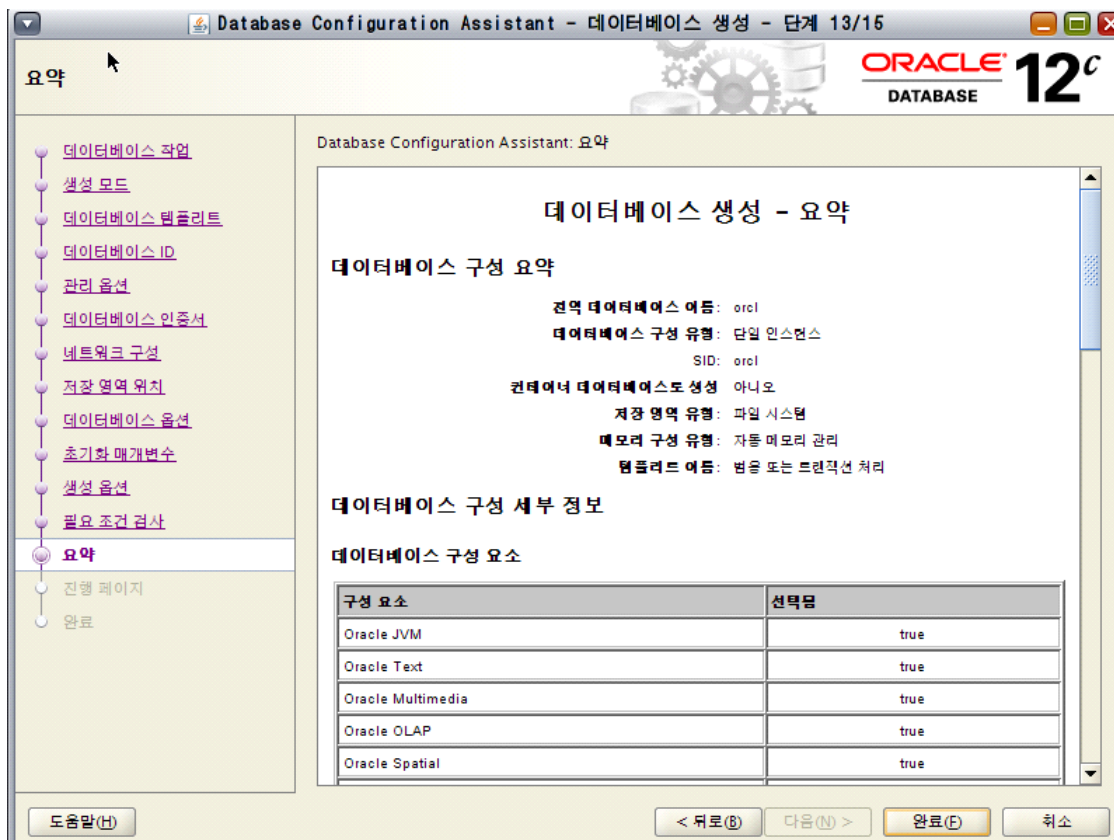 Database Configuration Assistant - 데이터베이스 생성 - 단계 13/15
요약
ORACLE
DATABASE
12c
데이터베이스 작업
생성 모드
데이터베이스 템플리트
데이터베이스 ID
관리 옵션
데이터베이스 인증서
네트워크 구성
저장 영역 위치
데이터베이스 옵션
초기화 매개변수
생성 옵션
필요 조건 검사
요약
진행 페이지
완료
Database Configuration Assistant: 요약
데이터베이스 생성 - 요약
데이터베이스 구성 요약
전역 데이터베이스 이름: orcl
데이터베이스 구성 유형: 단일 인스턴스
SID: orcl
컨테이너 데이터베이스로 생성 아니오
저장 영역 유형: 파일 시스템
메모리 구성 유형: 자동 메모리 관리
템플리트 이름: 범용 또는 트랜잭션 처리
데이터베이스 구성 세부 정보
데이터베이스 구성 요소
구성 요소 선택됨
Oracle JVM true
Oracle Text true
Oracle Multimedia true
Oracle OLAP true
Oracle Spatial true
도움말(H)
< 뒤로(B)
다음(N) >
완료(F)
취소